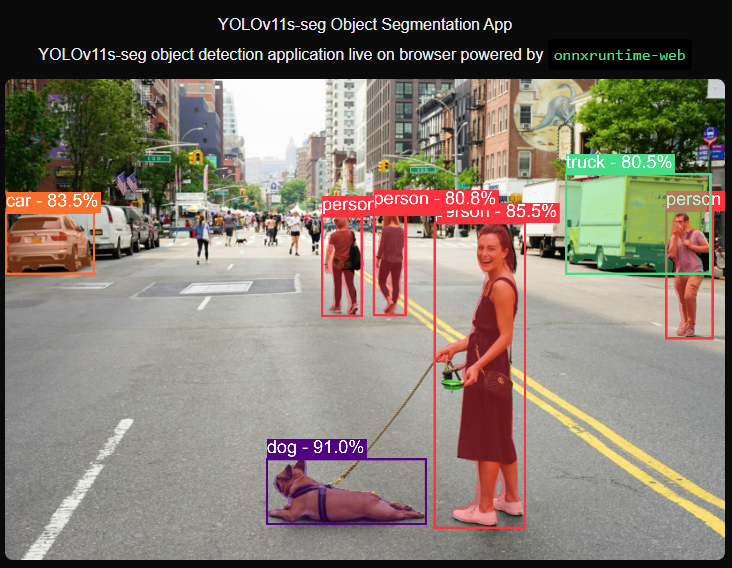 YOLOv11s-seg Object Segmentation App
YOLOv11s-seg object detection application live on browser powered by onnxruntime-web
truck - 80.5%
car - 83.5%
person
person - 80.8%
person
- 85.5%
dog - 91.0%